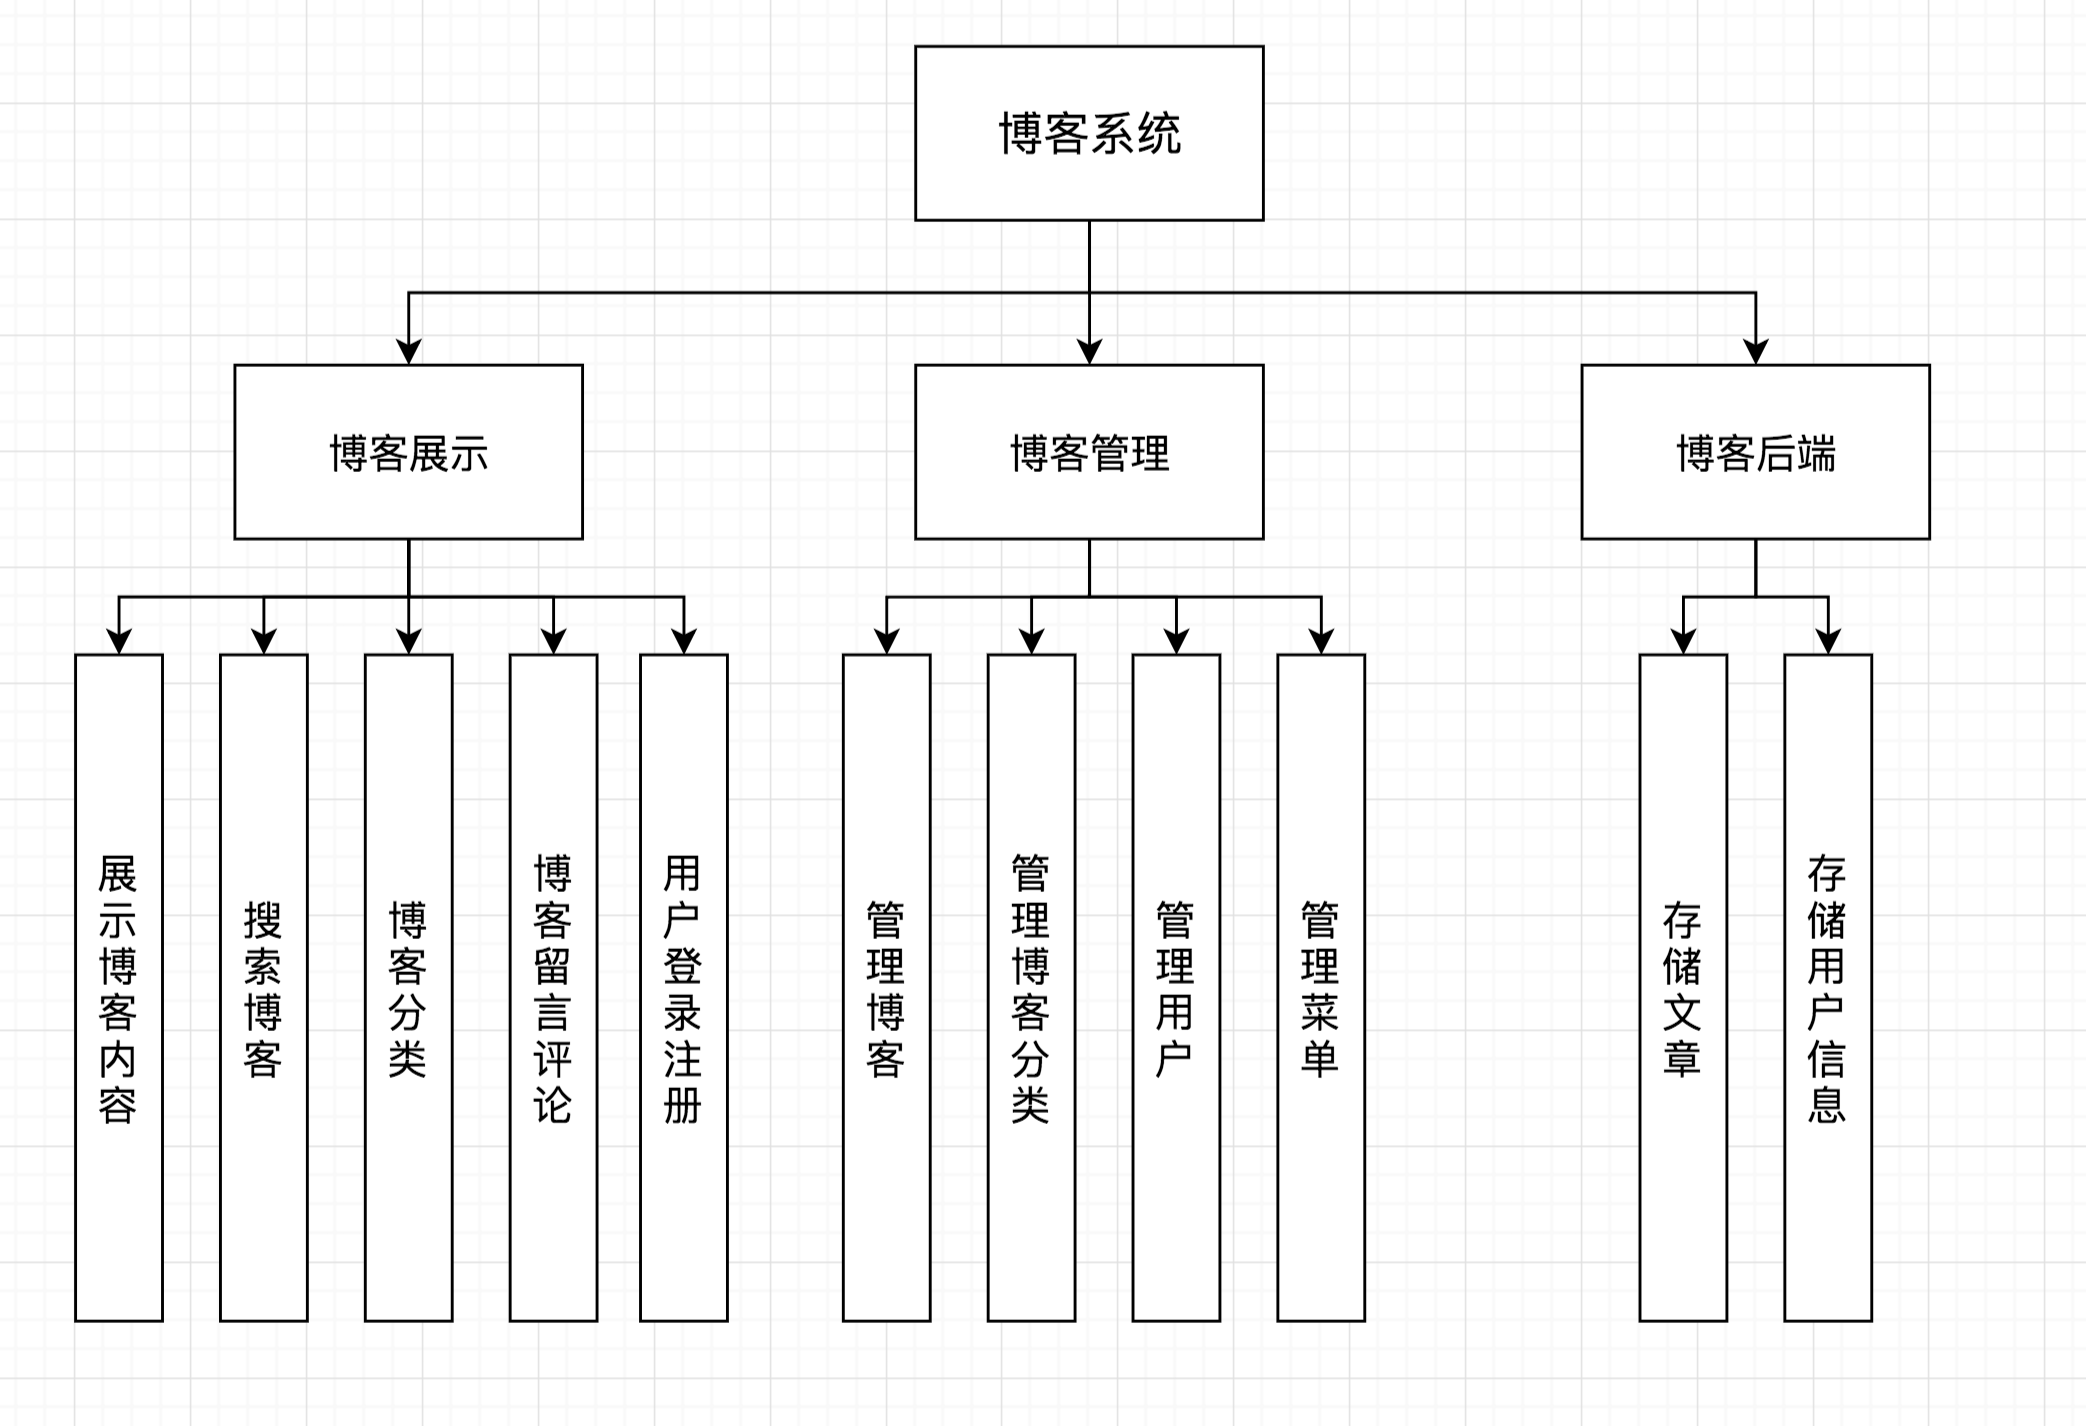 博客系统
博客展示
博客管理
博客后端
展示博客内容
搜索博客
博客分类
博客留言评论
用户登录注册
管理博客
管理博客分类
管理用户
管理菜单
存储文章
存储用户信息